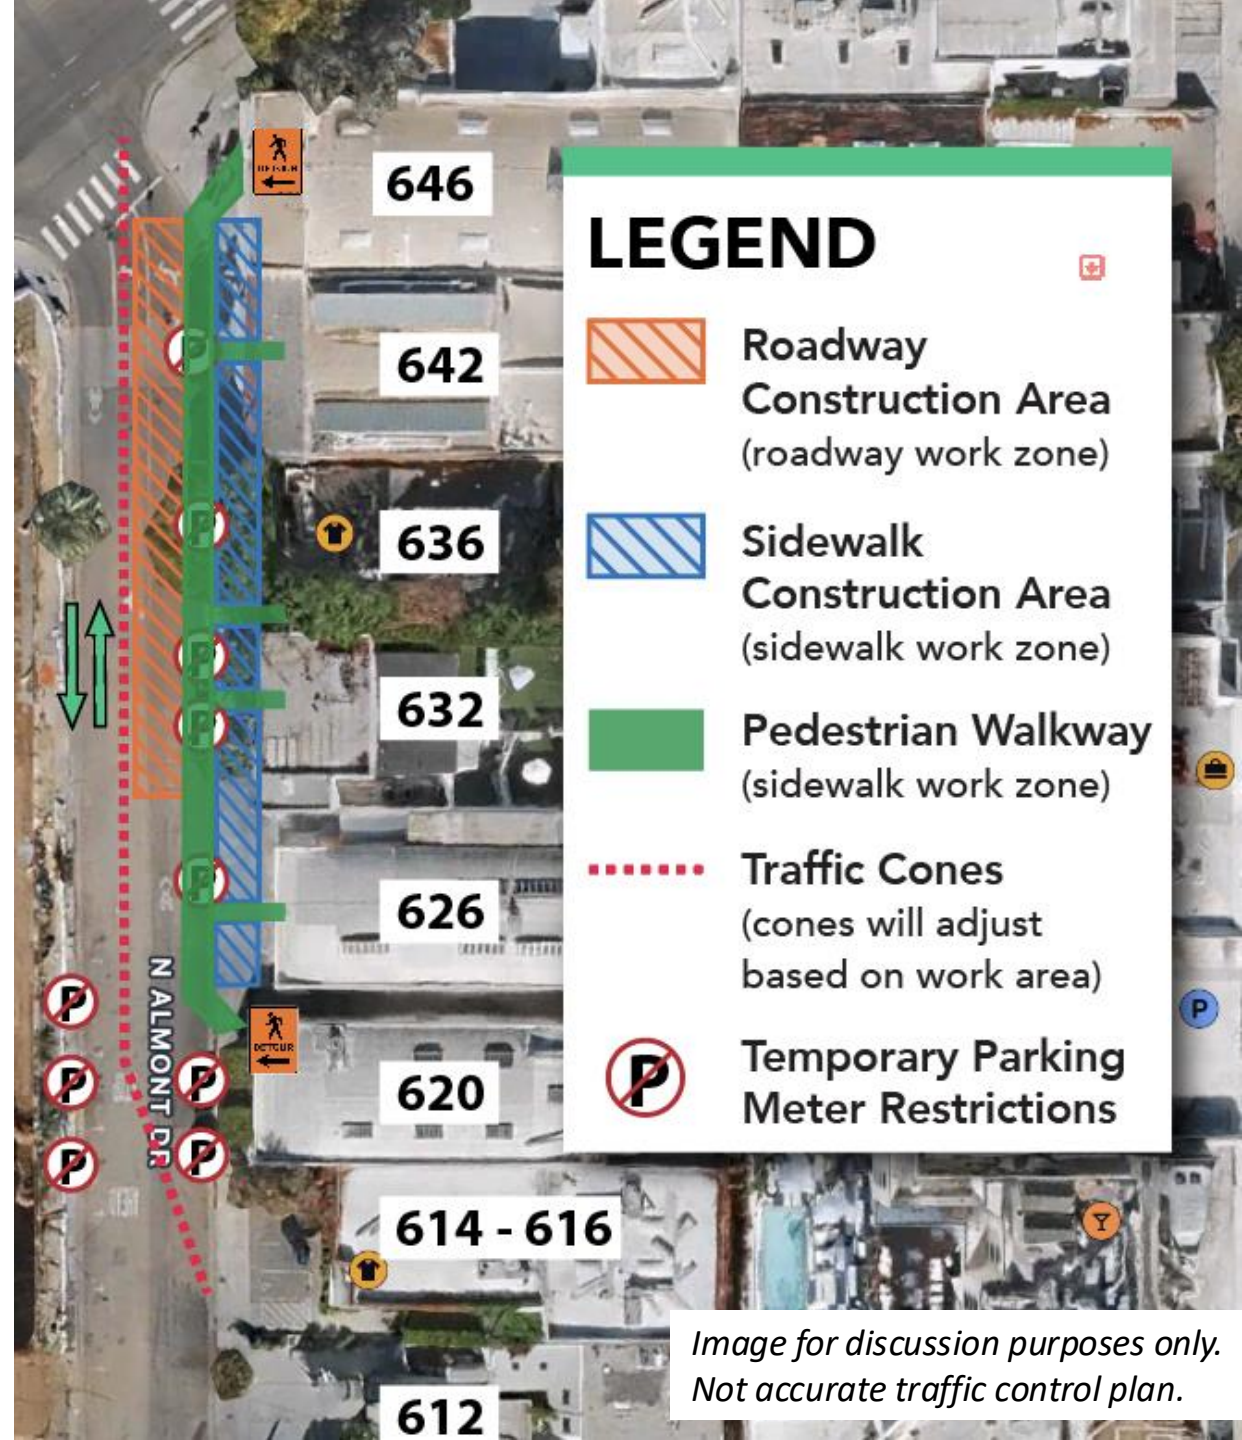 DETOUR
646
LEGEND
Roadway
Construction Area
(roadway work zone)
642
Sidewalk
Construction Area
(sidewalk work zone)
636
Pedestrian Walkway
(sidewalk work zone)
632
Traffic Cones
(cones will adjust
based on work area)
626
N ALMONT DR
DETOUR
Temporary Parking
Meter Restrictions
620
614 - 616
612
P
P
P
P
P
P
P
P
P
P
P
P
Image for discussion purposes only.
Not accurate traffic control plan.